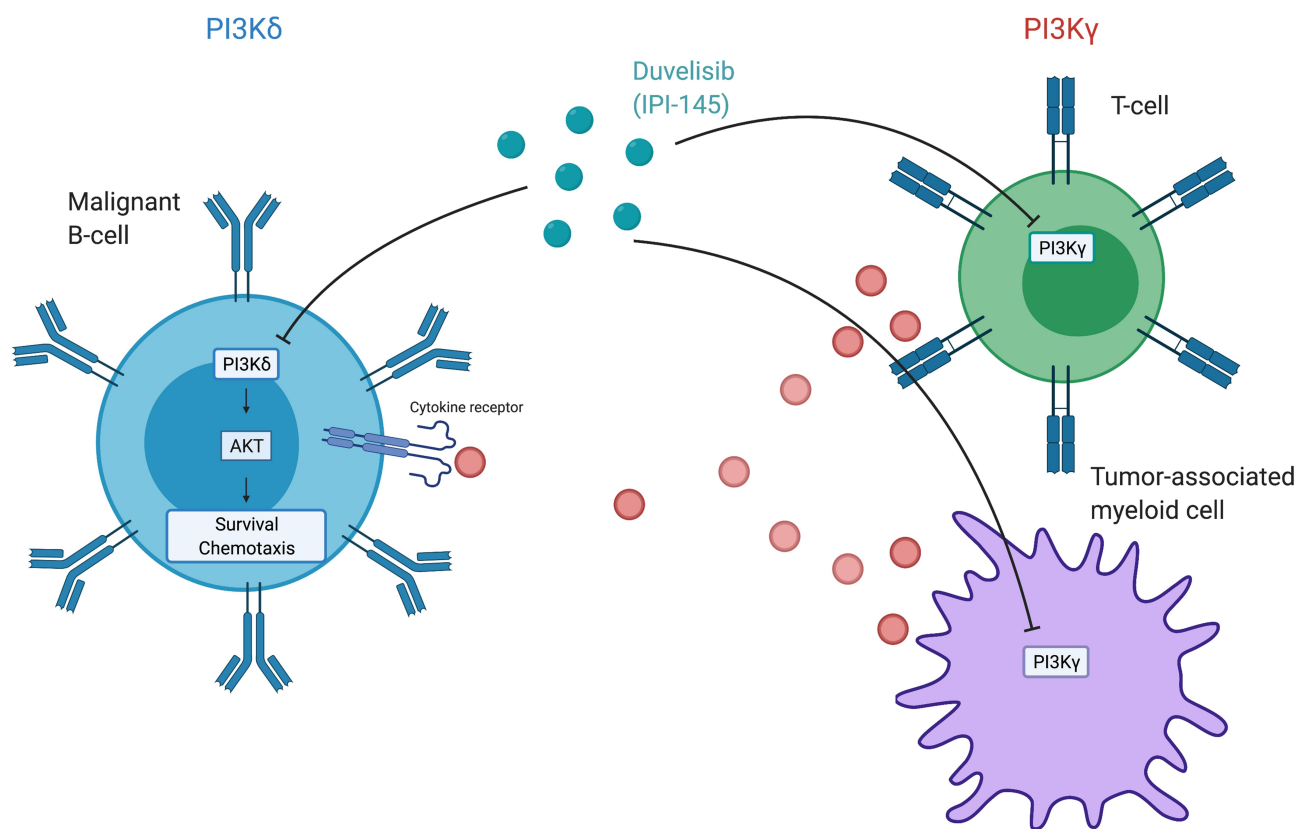 PI3Kδ
PI3Kγ
Duvelisib
(IPI-145)
T-cell
Malignant
B-cell
PI3Kγ
PI3Kδ
Cytokine receptor
AKT
Tumor-associated
myeloid cell
Survival
Chemotaxis
PI3Kγ